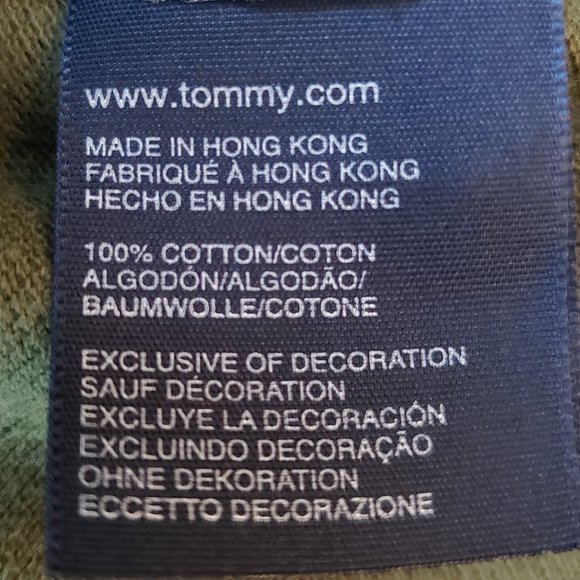 www.tommy.com
MADE IN HONG KONG
FABRIQUÉ À HONG KONG
HECHO EN HONG KONG
100% COTTON/COTON
ALGODÓN/ALGODÃO/
BAUMWOLLE/COTONE
EXCLUSIVE OF DECORATION
SAUF DÉCORATION
EXCLUYE LA DECORACIÓN
EXCLUINDO DECORAÇÃO
OHNE DEKORATION
ECCETTO DECORAZIONE